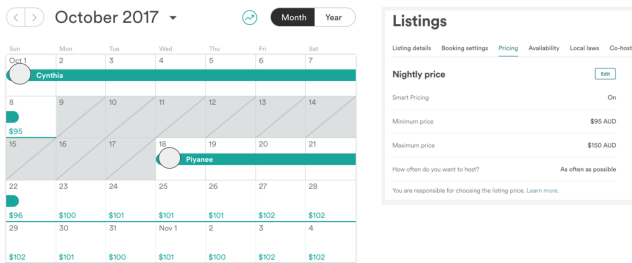 October 2017
Month Year
Sun Mon Tue Wed Thu Fri Sat
Oct 1 2 3 4 5 6 7
Cynthia
8 9 10 11 12 13 14
$95
15 16 17 18 19 20 21
Piyanee
22 23 24 25 26 27 28
$96 $100 $101 $101 $101 $102 $102
29 30 31 Nov 1 2 3 4
$102 $101 $100 $101 $100 $102 $102
Listings
Listing details Booking settings Pricing Availability Local laws Co-host
Nightly price Edit
Smart Pricing On
Minimum price $95 AUD
Maximum price $150 AUD
How often do you want to host? As often as possible
You are responsible for choosing the listing price. Learn more.